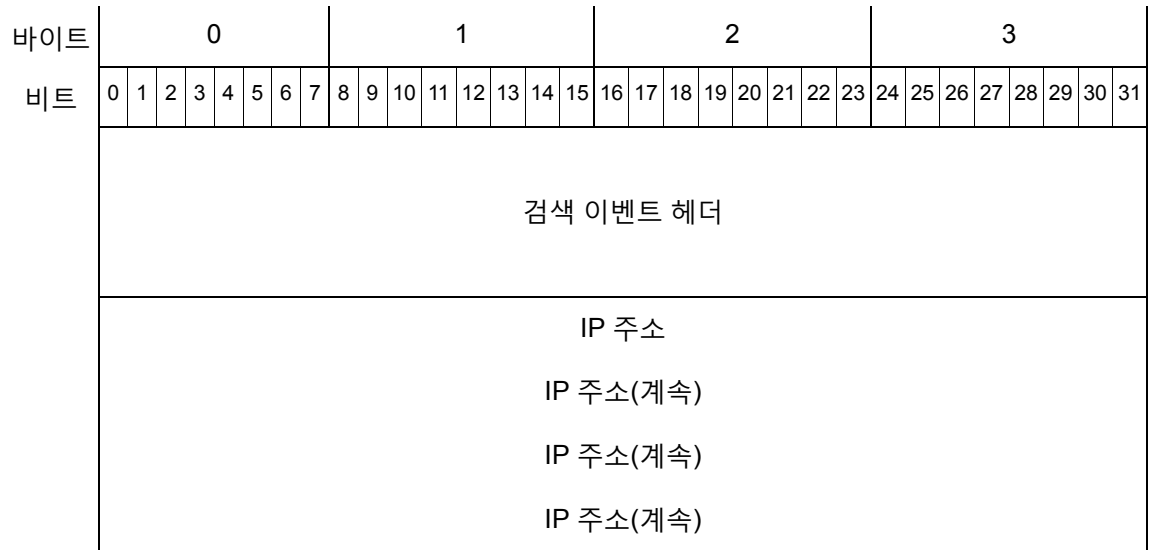 바이트 0 1 2 3
비트 0 1 2 3 4 5 6 7 8 9 10 11 12 13 14 15 16 17 18 19 20 21 22 23 24 25 26 27 28 29 30 31
검색 이벤트 헤더
IP 주소
IP 주소(계속)
IP 주소(계속)
IP 주소(계속)